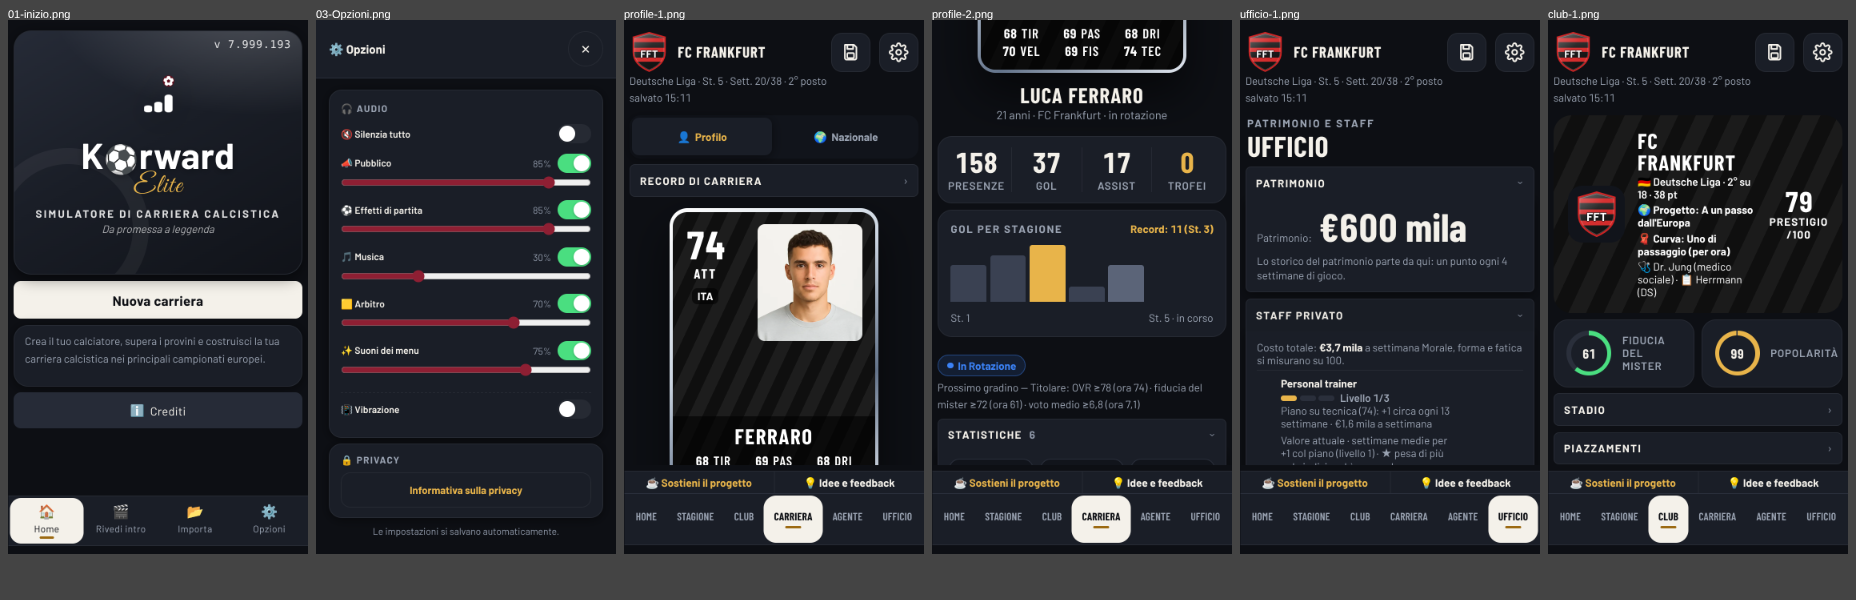 01-inizio.png
v 7.999.193
K⚽rward
Elite
SIMULATORE DI CARRIERA CALCISTICA
Da promessa a leggenda
Nuova carriera
Crea il tuo calciatore, supera i provini e costruisci la tua
carriera calcistica nei principali campionati europei.
ℹ️ Crediti
🏠 Home
🎬 Rivedi intro
📂 Importa
⚙️ Opzioni
03-Opzioni.png
⚙️ Opzioni
×
🎧 AUDIO
🔇 Silenzia tutto
📣 Pubblico 85%
⚽ Effetti di partita 85%
🎵 Musica 30%
🟨 Arbitro 70%
✨ Suoni dei menu 75%
📳 Vibrazione
🔒 PRIVACY
Informativa sulla privacy
Le impostazioni si salvano automaticamente.
profile-1.png
FFT
FC FRANKFURT
Deutsche Liga · St. 5 · Sett. 20/38 · 2° posto
salvato 15:11
👤 Profilo
🌍 Nazionale
RECORD DI CARRIERA ›
74
ATT
ITA
FERRARO
68 TIR 69 PAS 68 DRI
☕ Sostieni il progetto
💡 Idee e feedback
HOME STAGIONE CLUB CARRIERA AGENTE UFFICIO
profile-2.png
68 TIR 69 PAS 68 DRI
70 VEL 69 FIS 74 TEC
LUCA FERRARO
21 anni · FC Frankfurt · in rotazione
158 37 17 0
PRESENZE GOL ASSIST TROFEI
GOL PER STAGIONE Record: 11 (St. 3)
St. 1 St. 5 · in corso
In Rotazione
Prossimo gradino — Titolare: OVR ≥78 (ora 74) · fiducia del
mister ≥72 (ora 61) · voto medio ≥6,8 (ora 7,1)
STATISTICHE 6
☕ Sostieni il progetto
💡 Idee e feedback
HOME STAGIONE CLUB CARRIERA AGENTE UFFICIO
ufficio-1.png
FFT
FC FRANKFURT
Deutsche Liga · St. 5 · Sett. 20/38 · 2° posto
salvato 15:11
PATRIMONIO E STAFF
UFFICIO
PATRIMONIO
Patrimonio: €600 mila
Lo storico del patrimonio parte da qui: un punto ogni 4
settimane di gioco.
STAFF PRIVATO
Costo totale: €3,7 mila a settimana Morale, forma e fatica
si misurano su 100.
Personal trainer
Livello 1/3
Piano su tecnica (74): +1 circa ogni 13
settimane · €1,6 mila a settimana
Valore attuale · settimane medie per
+1 col piano (livello 1) · ★ pesa di più
☕ Sostieni il progetto
💡 Idee e feedback
HOME STAGIONE CLUB CARRIERA AGENTE UFFICIO
club-1.png
FFT
FC FRANKFURT
Deutsche Liga · St. 5 · Sett. 20/38 · 2° posto
salvato 15:11
FFT
FC
FRANKFURT
🇩🇪 Deutsche Liga · 2° su
18 · 38 pt
🌍 Progetto: A un passo
dall'Europa
🧣 Curva: Uno di
passaggio (per ora)
🩺 Dr. Jung (medico
sociale) · 📋 Herrmann
(DS)
79
PRESTIGIO
/100
61
FIDUCIA
DEL
MISTER
99
POPOLARITÀ
STADIO ›
PIAZZAMENTI ›
☕ Sostieni il progetto
💡 Idee e feedback
HOME STAGIONE CLUB CARRIERA AGENTE UFFICIO